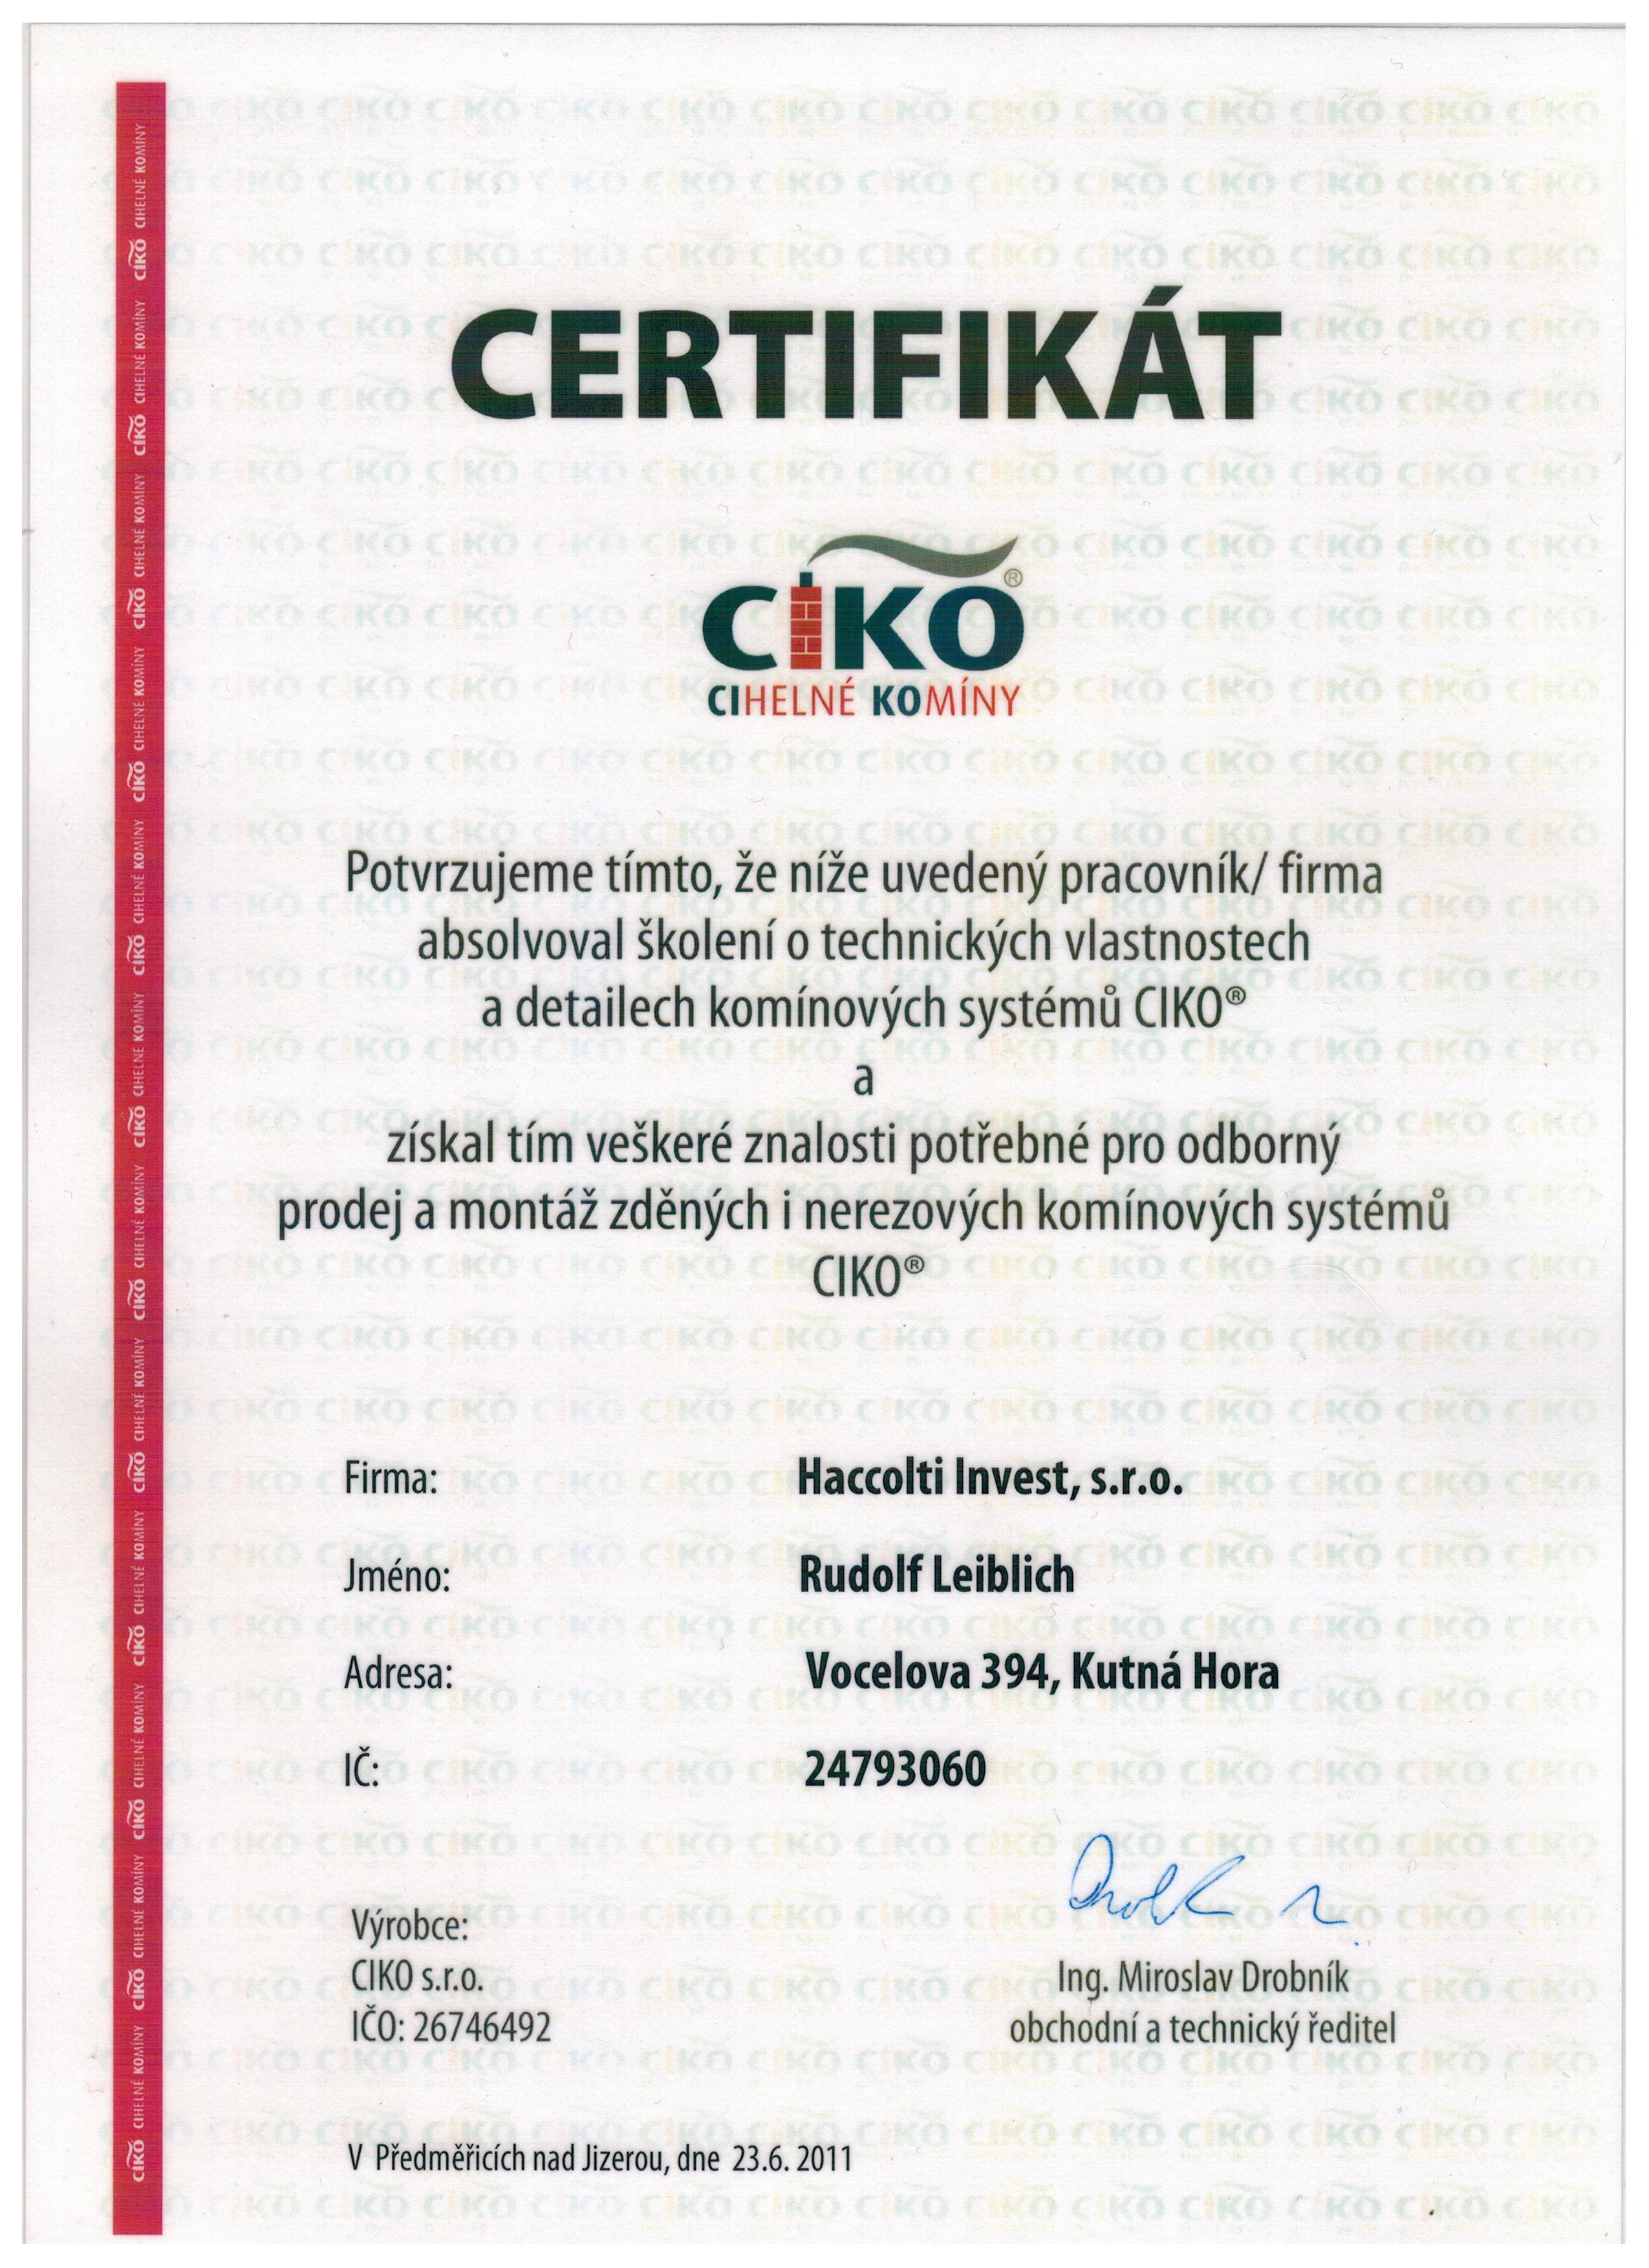 CERTIFIKÁT
CIKO®
CIHELNÉ KOMÍNY
Potvrzujeme tímto, že níže uvedený pracovník/ firma
absolvoval školení o technických vlastnostech
a detailech komínových systémů CIKO®
a
získal tím veškeré znalosti potřebné pro odborný
prodej a montáž zděných i nerezových komínových systémů
CIKO®
Firma: Haccolti Invest, s.r.o.
Jméno: Rudolf Leiblich
Adresa: Vocelova 394, Kutná Hora
IČ: 24793060
Výrobce:
CIKO s.r.o.
IČO: 26746492
Ing. Miroslav Drobník
obchodní a technický ředitel
V Předměřicích nad Jizerou, dne 23.6. 2011